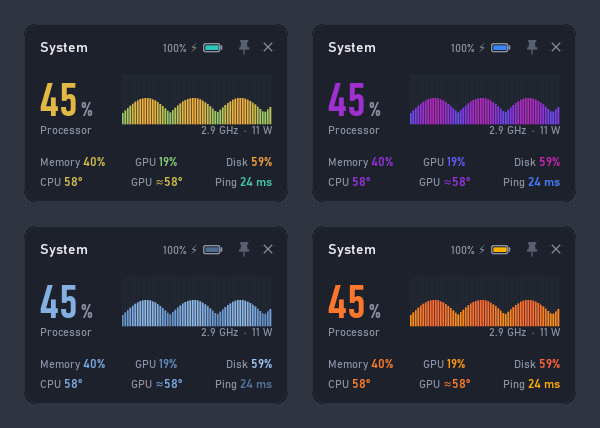 System 100%
45%
Processor 2.9 GHz · 11 W
Memory 40% GPU 19% Disk 59%
CPU 58° GPU ≈58° Ping 24 ms
System 100%
45%
Processor 2.9 GHz · 11 W
Memory 40% GPU 19% Disk 59%
CPU 58° GPU ≈58° Ping 24 ms
System 100%
45%
Processor 2.9 GHz · 11 W
Memory 40% GPU 19% Disk 59%
CPU 58° GPU ≈58° Ping 24 ms
System 100%
45%
Processor 2.9 GHz · 11 W
Memory 40% GPU 19% Disk 59%
CPU 58° GPU ≈58° Ping 24 ms